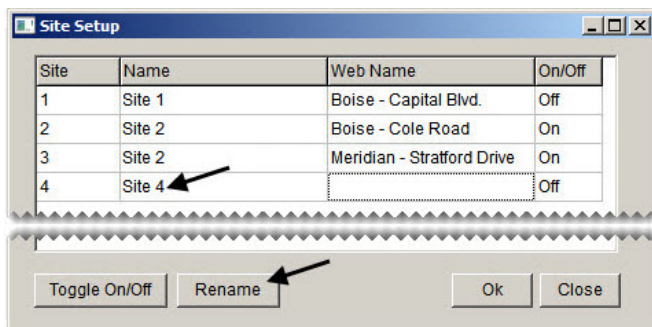 Site Setup
Site Name Web Name On/Off
1 Site 1 Boise - Capital Blvd. Off
2 Site 2 Boise - Cole Road On
3 Site 2 Meridian - Stratford Drive On
4 Site 4 Off
Toggle On/Off Rename Ok Close